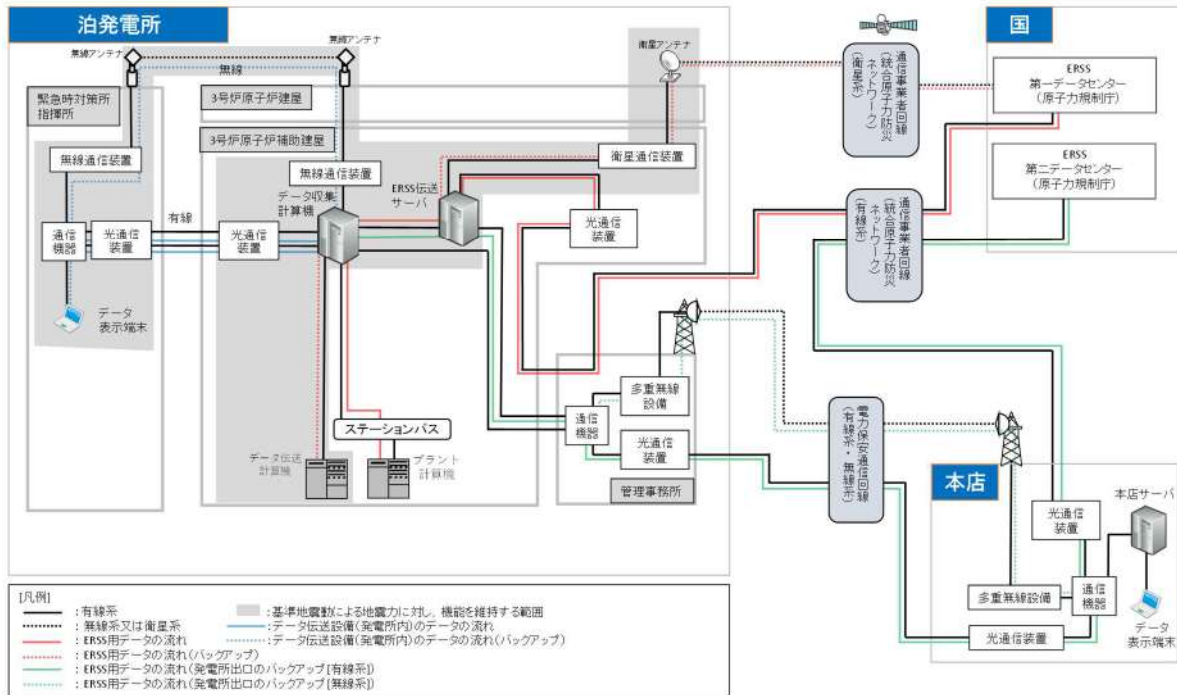 泊発電所
無線アンテナ
無線アンテナ
無線
衛星アンテナ
緊急時対策所
指揮所
3号炉原子炉建屋
3号炉原子炉補助建屋
無線通信装置
無線通信装置
衛星通信装置
データ収集
計算機
ERSS伝送
サーバ
通信
機器
光通信
装置
有線
光通信
装置
光通信
装置
データ
表示端末
ステーションバス
データ伝送
計算機
プラント
計算機
多重無線
設備
通信
機器
光通信
装置
管理事務所
通信事業者回線
(統合原子力防災
ネットワーク)
(衛星系)
通信事業者回線
(統合原子力防災
ネットワーク)
(有線系)
電力保安通信回線
(有線系・無線系)
国
ERSS
第一データセンター
(原子力規制庁)
ERSS
第二データセンター
(原子力規制庁)
本店
本店サーバ
光通信
装置
多重無線設備
通信
機器
光通信装置
データ
表示端末
[凡例]
:有線系
:無線系又は衛星系
:ERSS用データの流れ
:ERSS用データの流れ(バックアップ)
:ERSS用データの流れ(発電所出口のバックアップ[有線系])
:ERSS用データの流れ(発電所出口のバックアップ[無線系])
:基準地震動による地震力に対し、機能を維持する範囲
:データ伝送設備(発電所内)のデータの流れ
:データ伝送設備(発電所内)のデータの流れ(バックアップ)